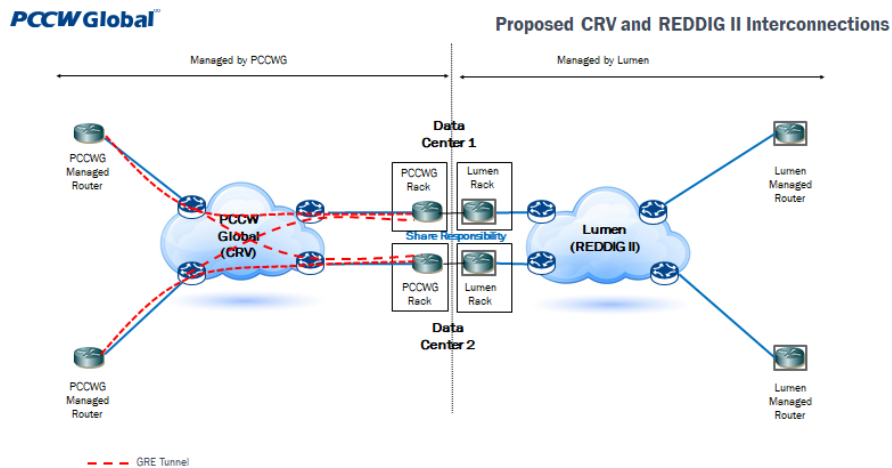 PCCW Global
Proposed CRV and REDDIG II Interconnections
Managed by PCCWG
Managed by Lumen
Data
Center 1
PCCWG
Managed
Router
PCCWG
Rack
Lumen
Rack
Lumen
Managed
Router
PCCW
Global
(CRV)
Share Responsibility
Lumen
(REDDIG II)
PCCWG
Rack
Lumen
Rack
Data
Center 2
PCCWG
Managed
Router
Lumen
Managed
Router
GRE Tunnel